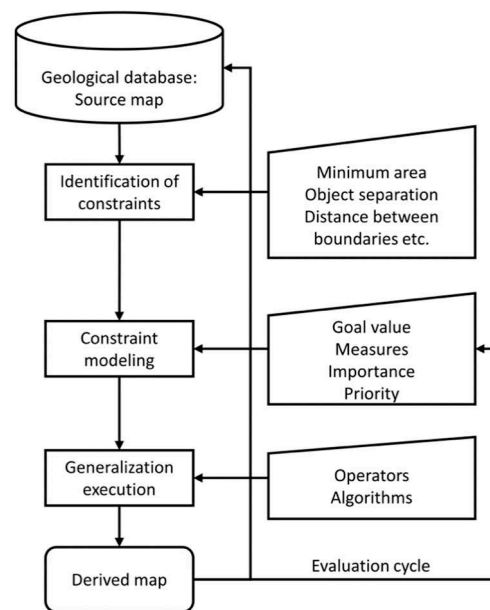 Geological database:
Source map
Identification of
constraints
Minimum area
Object separation
Distance between
boundaries etc.
Constraint
modeling
Goal value
Measures
Importance
Priority
Generalization
execution
Operators
Algorithms
Derived map
Evaluation cycle